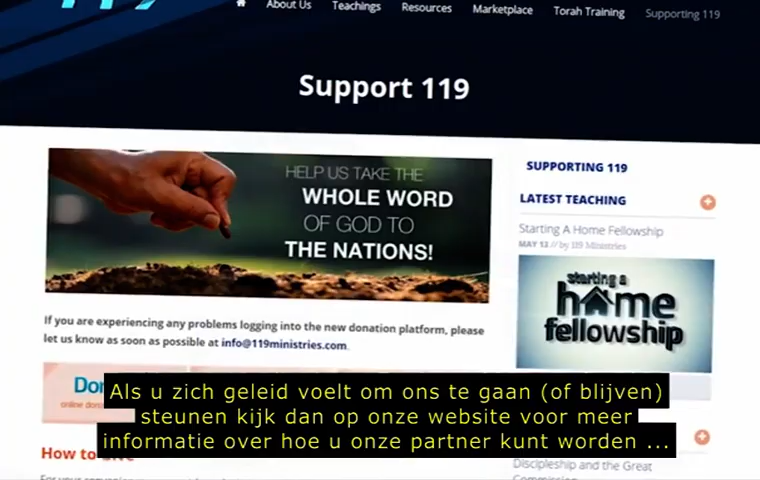 About Us
Teachings
Resources
Marketplace
Torah Training
Supporting 119
Support 119
HELP US TAKE THE
WHOLE WORD
OF GOD TO
THE NATIONS!
If you are experiencing any problems logging into the new donation platform, please
let us know as soon as possible at info@119ministries.com.
SUPPORTING 119
LATEST TEACHING
Starting A Home Fellowship
MAY 13 // by 119 Ministries
starting a
home
fellowship
Als u zich geleid voelt om ons te gaan (of blijven)
steunen kijk dan op onze website voor meer
informatie over hoe u onze partner kunt worden ...
How to
Discipleship and the Great